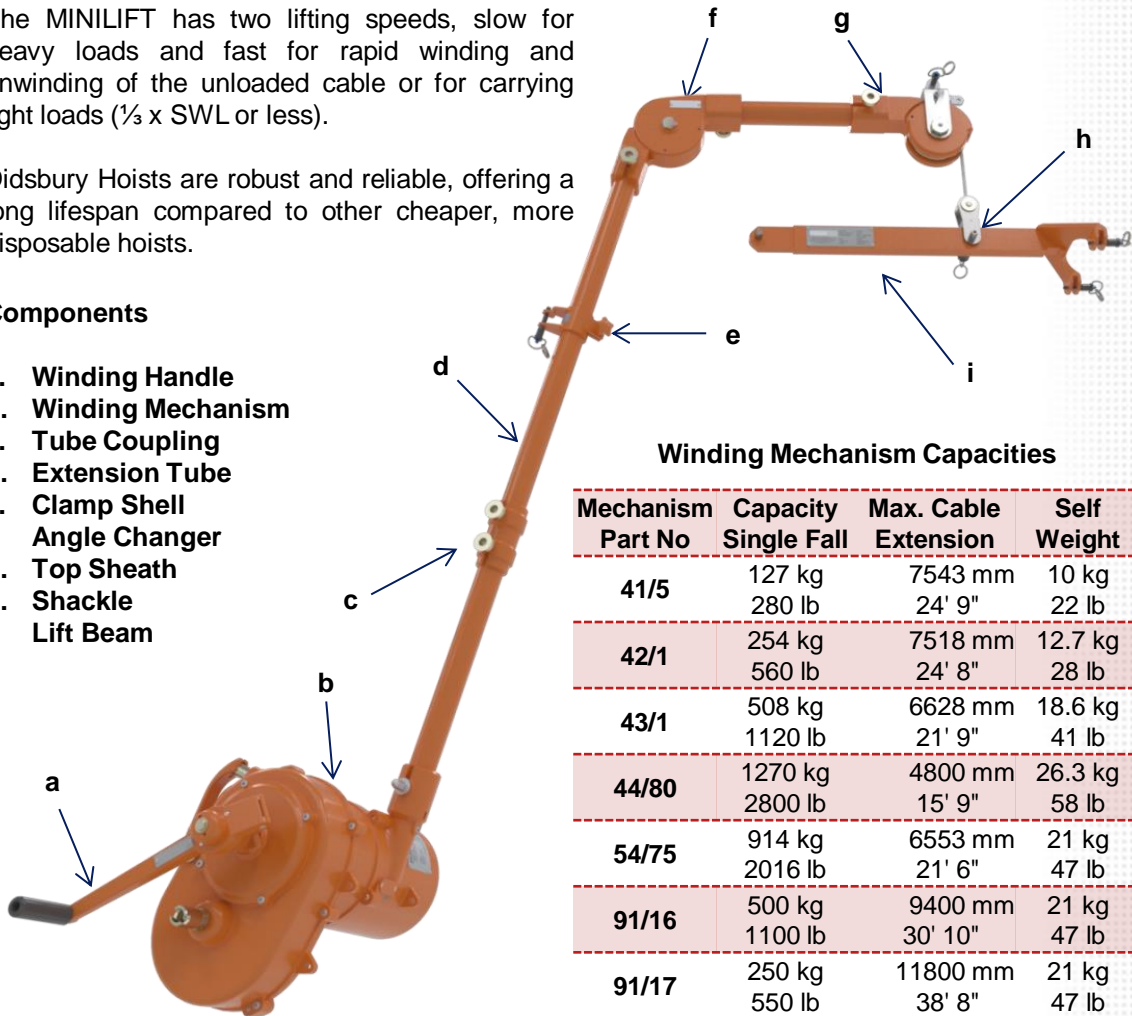 he MINILIFT has two lifting speeds, slow for
eavy loads and fast for rapid winding and
nwinding of the unloaded cable or for carrying
ght loads (⅓ x SWL or less).
Didsbury Hoists are robust and reliable, offering a
ong lifespan compared to other cheaper, more
isposable hoists.
Components
. Winding Handle
. Winding Mechanism
. Tube Coupling
. Extension Tube
. Clamp Shell
Angle Changer
. Top Sheath
. Shackle
Lift Beam
f
g
h
e
d
i
c
b
a
Winding Mechanism Capacities
Mechanism Capacity Max. Cable Self
Part No Single Fall Extension Weight
41/5 127 kg 7543 mm 10 kg
280 lb 24' 9" 22 lb
42/1 254 kg 7518 mm 12.7 kg
560 lb 24' 8" 28 lb
43/1 508 kg 6628 mm 18.6 kg
1120 lb 21' 9" 41 lb
44/80 1270 kg 4800 mm 26.3 kg
2800 lb 15' 9" 58 lb
54/75 914 kg 6553 mm 21 kg
2016 lb 21' 6" 47 lb
91/16 500 kg 9400 mm 21 kg
1100 lb 30' 10" 47 lb
91/17 250 kg 11800 mm 21 kg
550 lb 38' 8" 47 lb